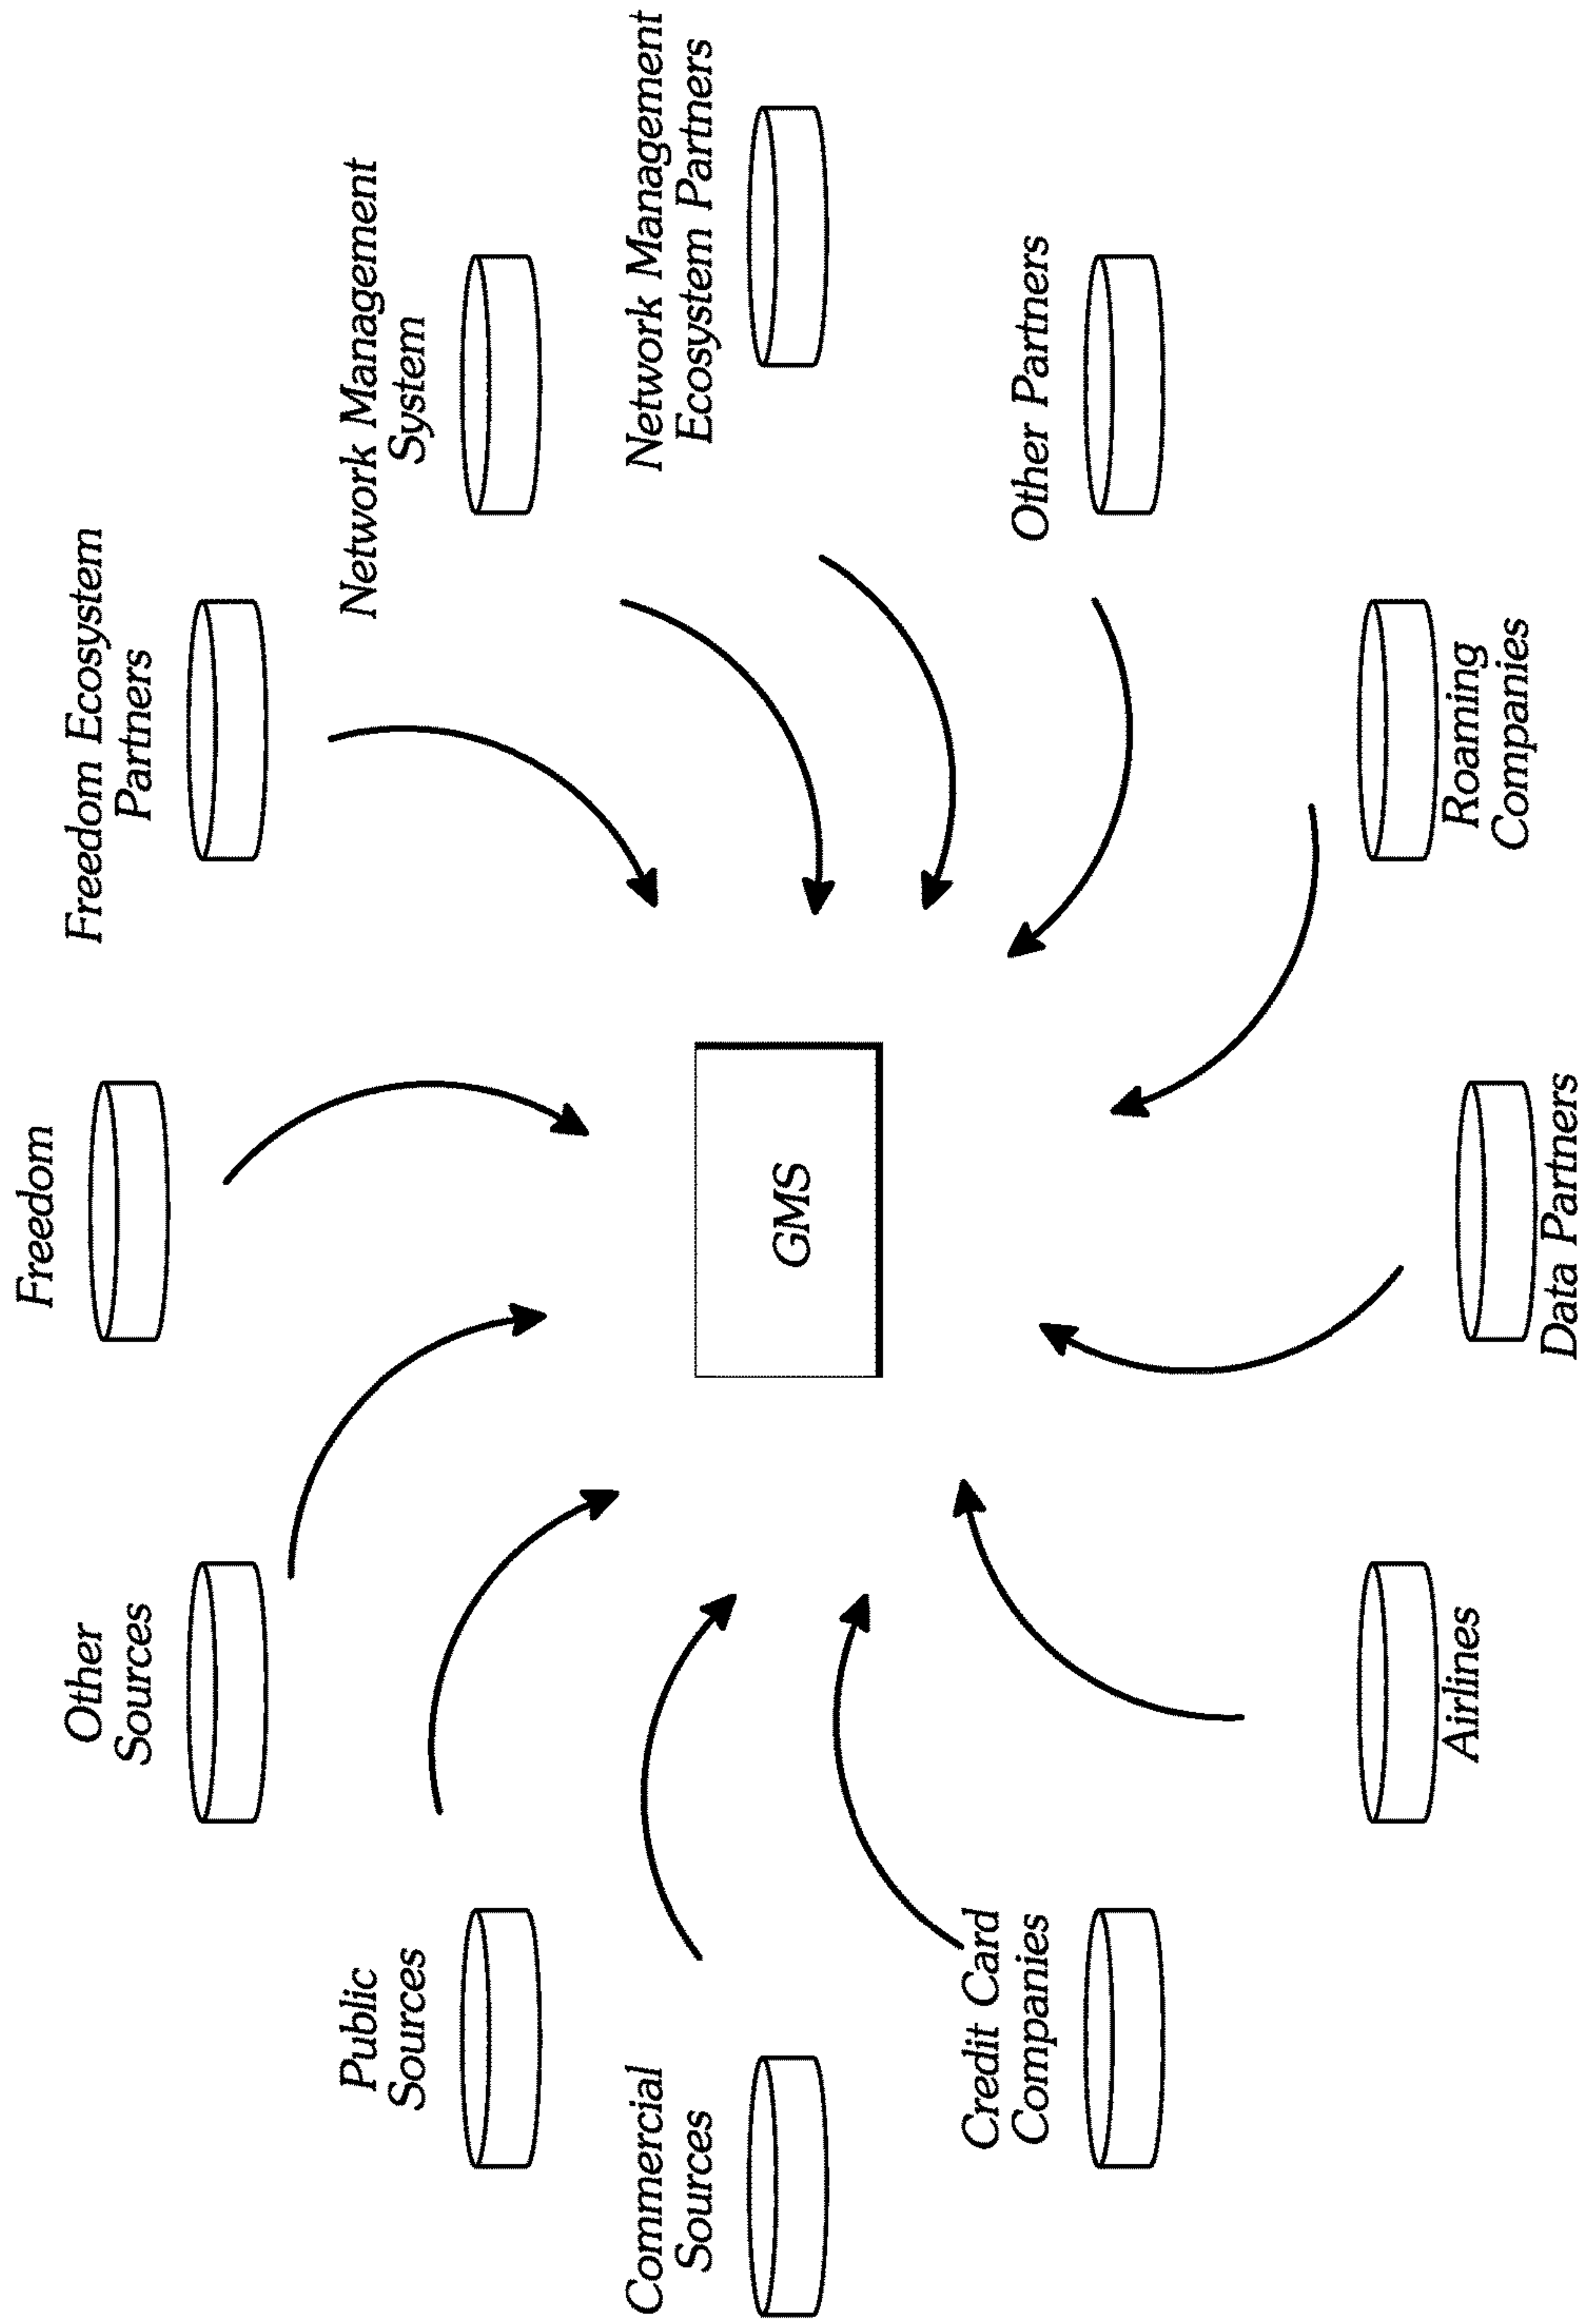 Freedom
Other
Sources
Freedom Ecosystem
Partners
Public
Sources
Network Management
System
Commercial
Sources
Network Management
Ecosystem Partners
GMS
Credit Card
Companies
Other Partners
Airlines
Roaming
Companies
Data Partners